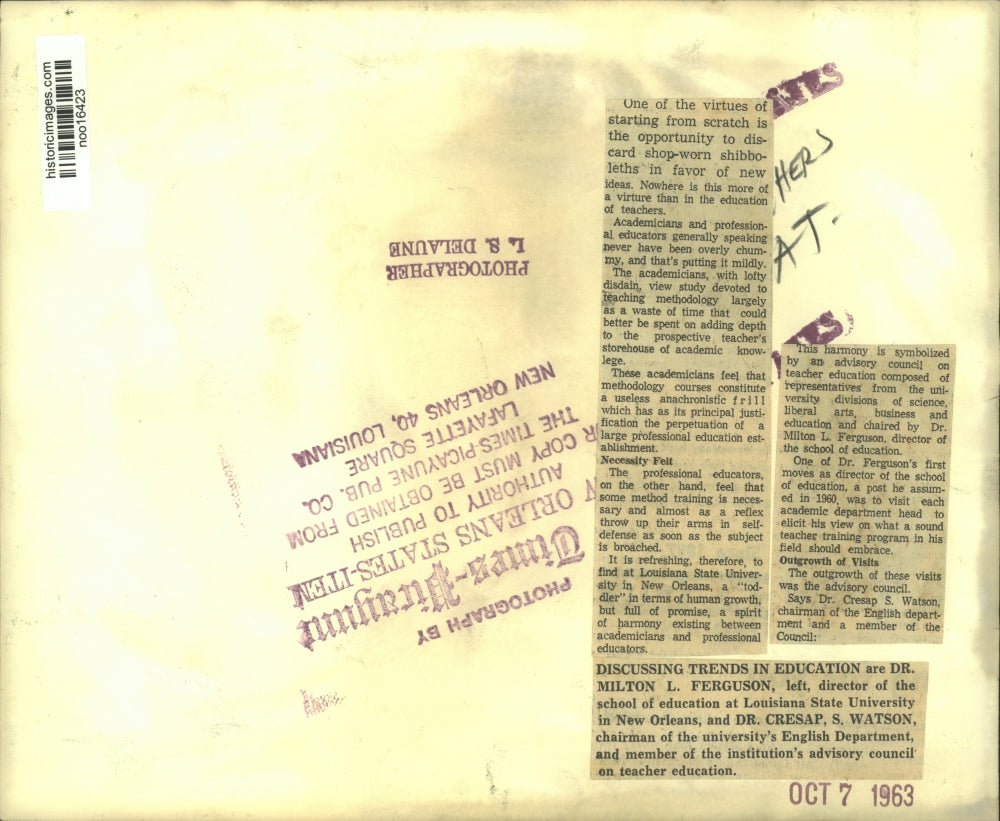 historicimages.com
noo16423
PHOTOGRAPHER
L. S. DELAUNE
PHOTOGRAPH BY
Times-Picayune
ORLEANS STATES-ITEM
AUTHORITY TO PUBLISH
OR COPY MUST BE OBTAINED FROM
THE TIMES-PICAYUNE PUB. CO.
LAFAYETTE SQUARE
NEW ORLEANS 40, LOUISIANA
HERS
AT.
One of the virtues of
starting from scratch is
the opportunity to dis-
card shop-worn shibbo-
leths in favor of new
ideas. Nowhere is this more of
a virture than in the education
of teachers.
Academicians and profession-
al educators generally speaking
never have been overly chum-
my, and that's putting it mildly.
The academicians, with lofty
disdain, view study devoted to
teaching methodology largely
as a waste of time that could
better be spent on adding depth
to the prospective teacher's
storehouse of academic know-
lege.
These academicians feel that
methodology courses constitute
a useless anachronistic frill
which has as its principal justi-
fication the perpetuation of a
large professional education est-
ablishment.
Necessity Felt
The professional educators,
on the other hand, feel that
some method training is neces-
sary and almost as a reflex
throw up their arms in self-
defense as soon as the subject
is broached.
It is refreshing, therefore, to
find at Louisiana State Univer-
sity in New Orleans, a "tod-
dler" in terms of human growth,
but full of promise, a spirit
of harmony existing between
academicians and professional
educators.
This harmony is symbolized
by an advisory council on
teacher education composed of
representatives from the uni-
versity divisions of science,
liberal arts, business and
education and chaired by Dr.
Milton L. Ferguson, director of
the school of education.
One of Dr. Ferguson's first
moves as director of the school
of education, a post he assum-
ed in 1960, was to visit each
academic department head to
elicit his view on what a sound
teacher training program in his
field should embrace.
Outgrowth of Visits
The outgrowth of these visits
was the advisory council.
Says Dr. Cresap S. Watson,
chairman of the English depart-
ment and a member of the
Council:
DISCUSSING TRENDS IN EDUCATION are DR.
MILTON L. FERGUSON, left, director of the
school of education at Louisiana State University
in New Orleans, and DR. CRESAP, S. WATSON,
chairman of the university's English Department,
and member of the institution's advisory council
on teacher education.
OCT 7 1963